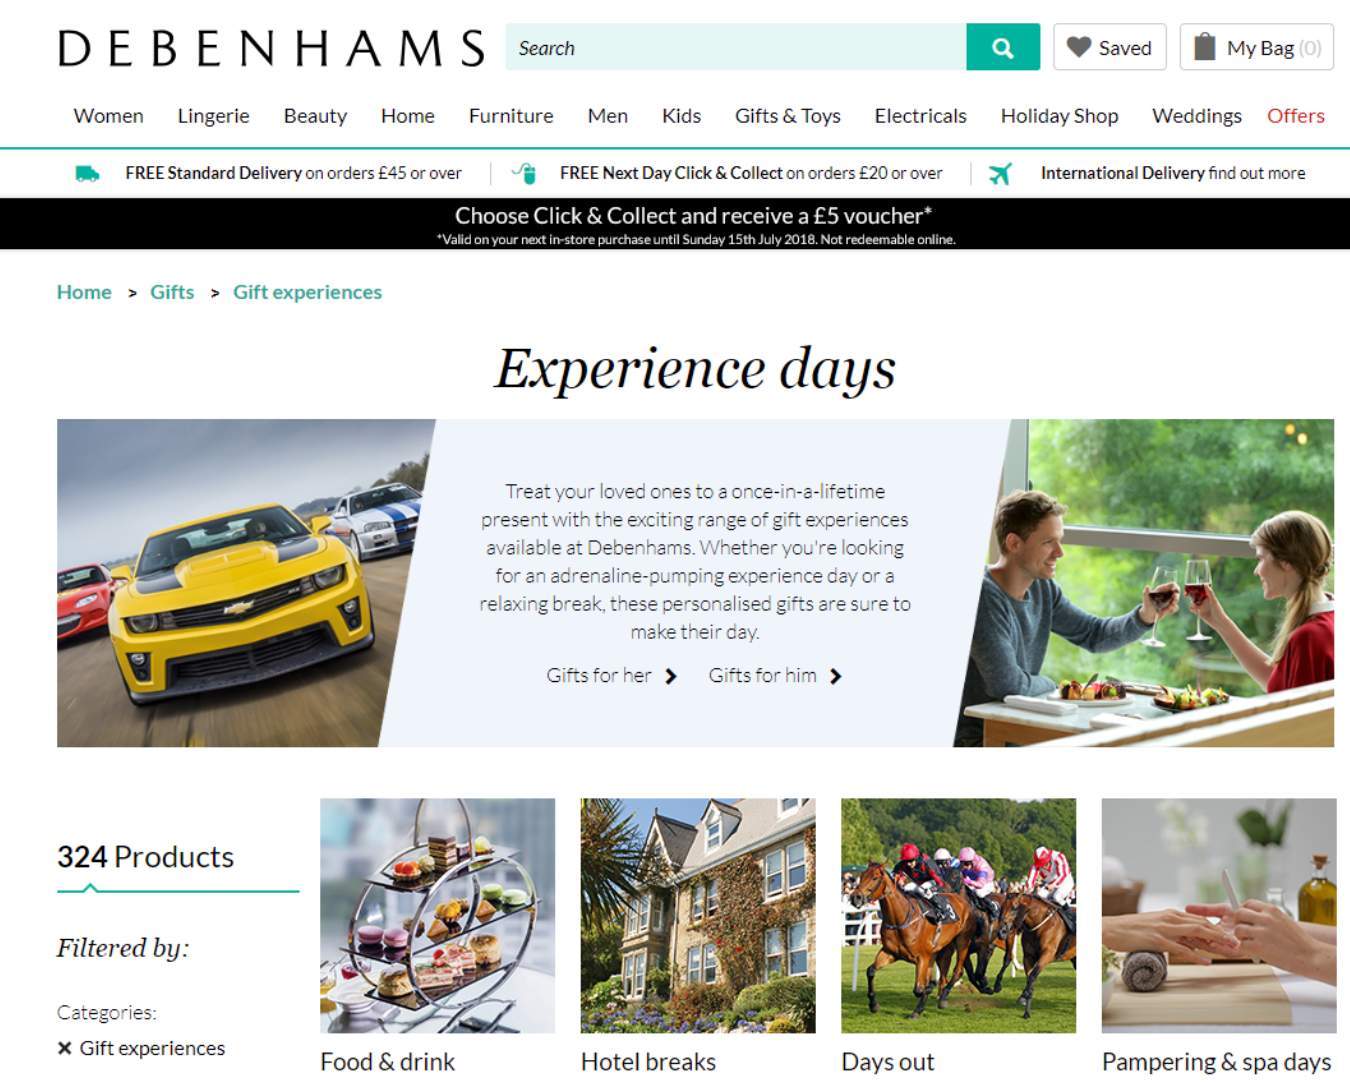 DEBENHAMS
Search
Saved
My Bag (0)
Women Lingerie Beauty Home Furniture Men Kids Gifts & Toys Electricals Holiday Shop Weddings Offers
FREE Standard Delivery on orders £45 or over
FREE Next Day Click & Collect on orders £20 or over
International Delivery find out more
Choose Click & Collect and receive a £5 voucher*
*Valid on your next in-store purchase until Sunday 15th July 2018. Not redeemable online.
Home > Gifts > Gift experiences
Experience days
Treat your loved ones to a once-in-a-lifetime
present with the exciting range of gift experiences
available at Debenhams. Whether you're looking
for an adrenaline-pumping experience day or a
relaxing break, these personalised gifts are sure to
make their day.
Gifts for her
Gifts for him
324 Products
Filtered by:
Categories:
Gift experiences
Food & drink
Hotel breaks
Days out
Pampering & spa days